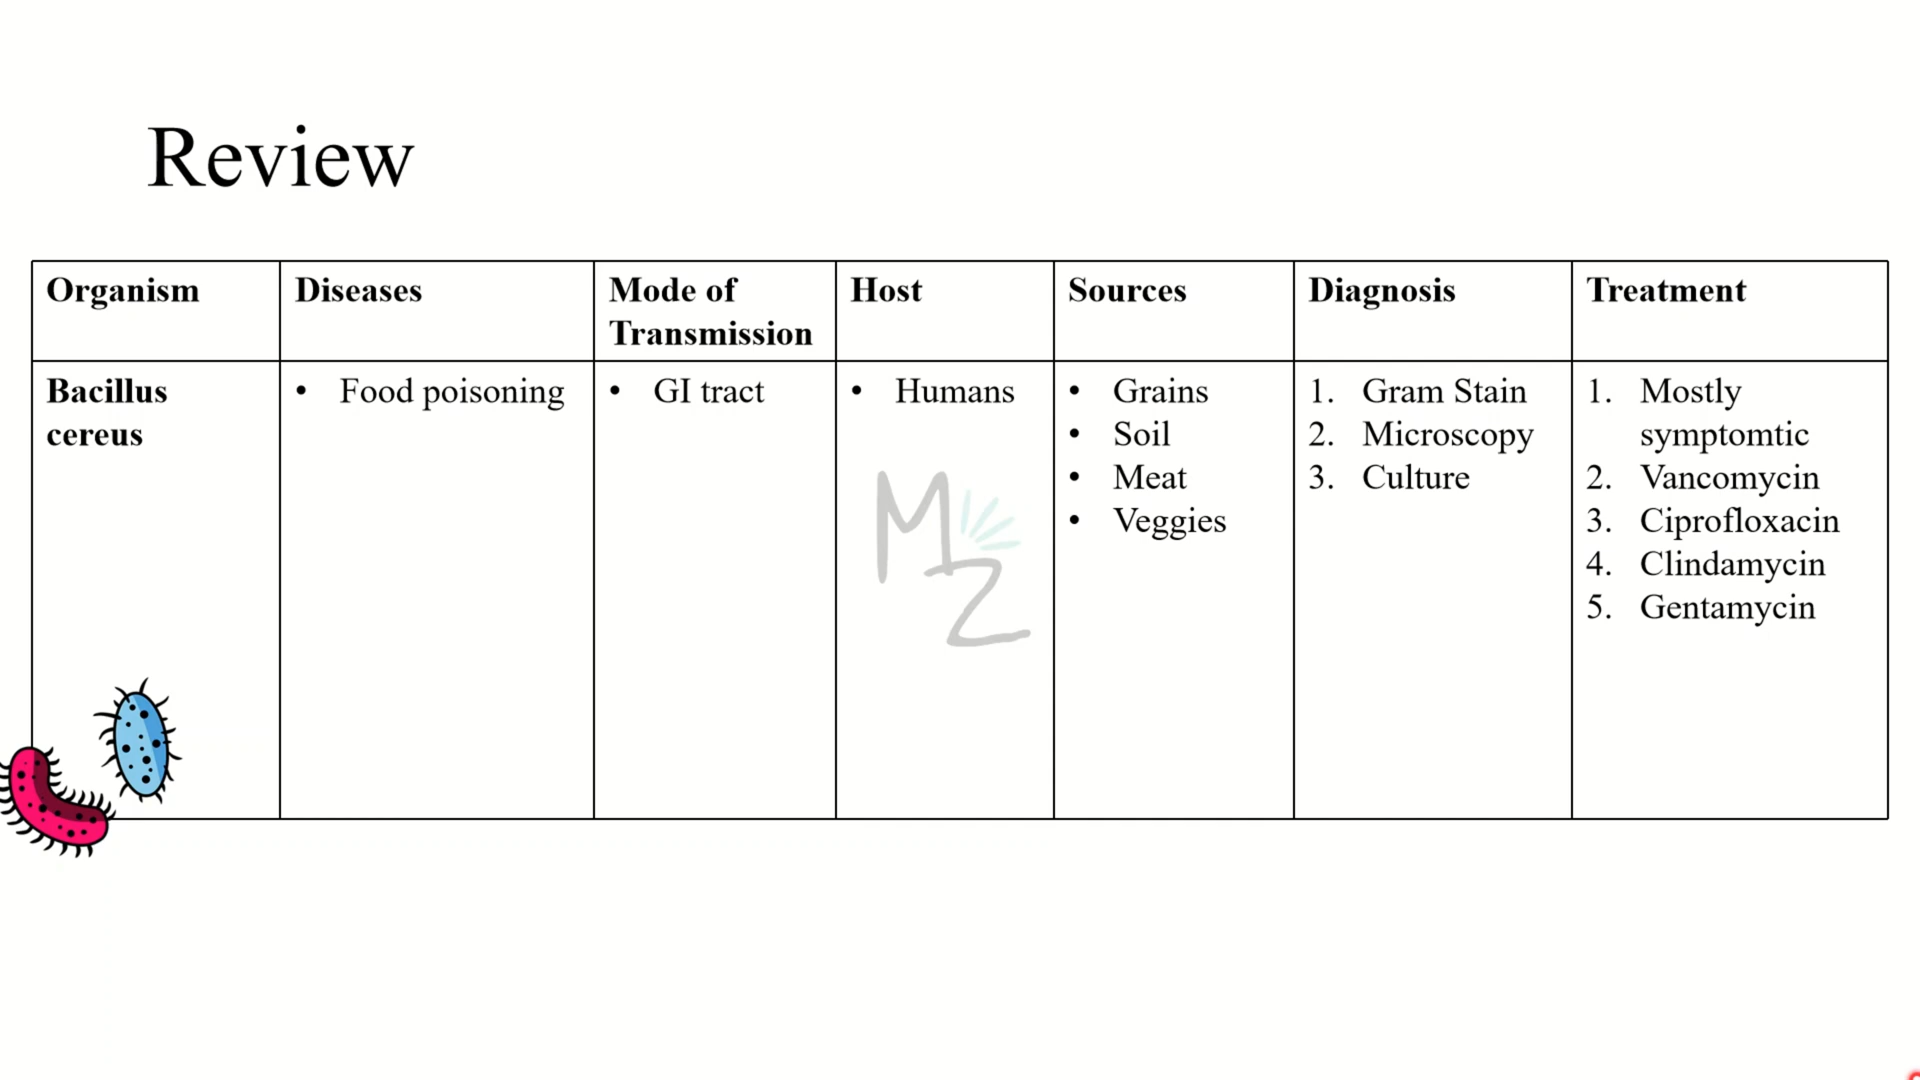 Review
Organism
Diseases
Mode of
Transmission
Host
Sources
Diagnosis
Treatment
Bacillus
cereus
• Food poisoning
• GI tract
• Humans
• Grains
• Soil
• Meat
• Veggies
1. Gram Stain
2. Microscopy
3. Culture
1. Mostly
symptomtic
2. Vancomycin
3. Ciprofloxacin
4. Clindamycin
5. Gentamycin
MZ